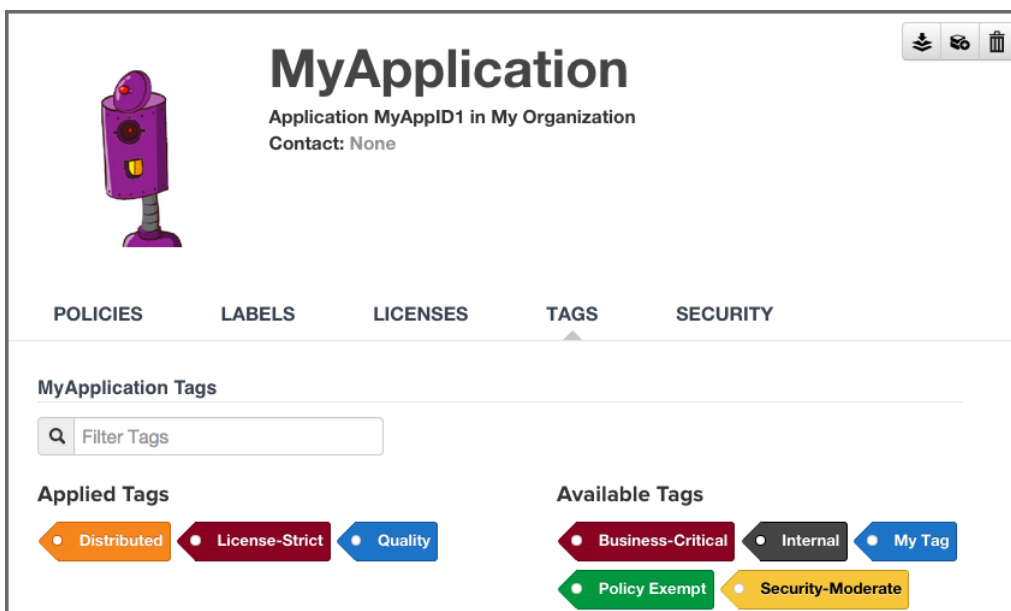 MyApplication
Application MyAppID1 in My Organization
Contact: None
POLICIES LABELS LICENSES TAGS SECURITY
MyApplication Tags
Filter Tags
Applied Tags
Distributed License-Strict Quality
Available Tags
Business-Critical Internal My Tag
Policy Exempt Security-Moderate